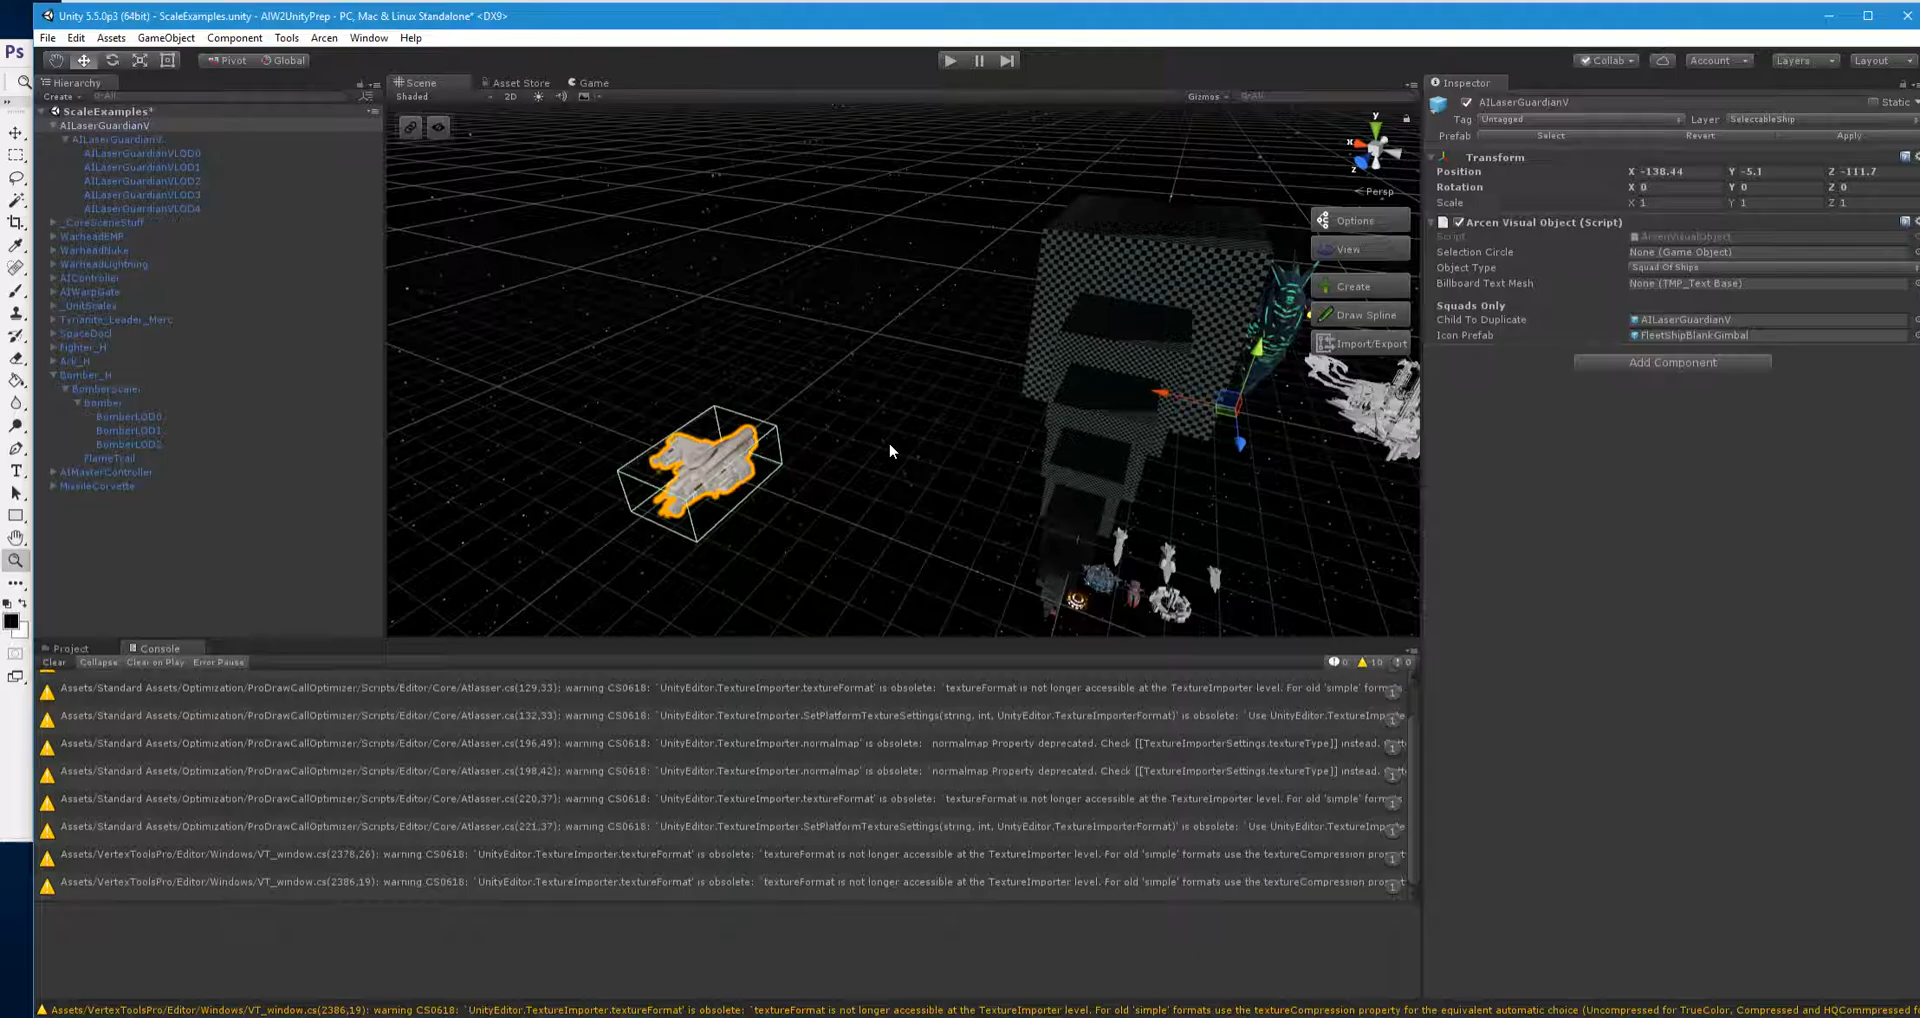 Unity 5.5.0p3 (64bit) - ScaleExamples.unity - AIW2UnityPrep - PC, Mac & Linux Standalone* <DX9>
File Edit Assets GameObject Component Tools Arcen Window Help
Ps
Pivot Global
Collab Account Layers Layout
Hierarchy
Create All
ScaleExamples*
AILaserGuardianV
AILaserGuardianV
AILaserGuardianVLOD0
AILaserGuardianVLOD1
AILaserGuardianVLOD2
AILaserGuardianVLOD3
AILaserGuardianVLOD4
_CoreSceneStuff
WarheadEMP
WarheadNuke
WarheadLightning
AIController
AIWarpGate
_UnitScales
Tyrianite_Leader_Merc
SpaceDoci
Fighter_H
Ark_H
Bomber_H
BomberScale
Bomber
BomberLOD0
BomberLOD1
BomberLOD2
FlameTrail
AIMasterController
MissileCorvette
Scene Asset Store Game
Shaded 2D Gizmos All
y
x
z
Persp
Options
View
Create
Draw Spline
Import/Export
Inspector
AILaserGuardianV Static
Tag Untagged Layer SelectableShip
Prefab Select Revert Apply
Transform
Position X -138.44 Y -5.1 Z -111.7
Rotation X 0 Y 0 Z 0
Scale X 1 Y 1 Z 1
Arcen Visual Object (Script)
Script ArcenVisualObject
Selection Circle None (Game Object)
Object Type Squad Of Ships
Billboard Text Mesh None (TMP_Text Base)
Squads Only
Child To Duplicate AILaserGuardianV
Icon Prefab FleetShipBlankGimbal
Add Component
Project Console
Clear Collapse Clear on Play Error Pause 0 10 0
Assets/Standard Assets/Optimization/ProDrawCallOptimizer/Scripts/Editor/Core/Atlasser.cs(129,33): warning CS0618: `UnityEditor.TextureImporter.textureFormat' is obsolete: `textureFormat is not longer accessible at the TextureImporter level. For old 'simple' form 1
Assets/Standard Assets/Optimization/ProDrawCallOptimizer/Scripts/Editor/Core/Atlasser.cs(132,33): warning CS0618: `UnityEditor.TextureImporter.SetPlatformTextureSettings(string, int, UnityEditor.TextureImporterFormat)' is obsolete: `Use UnityEditor.TextureImp 1
Assets/Standard Assets/Optimization/ProDrawCallOptimizer/Scripts/Editor/Core/Atlasser.cs(196,49): warning CS0618: `UnityEditor.TextureImporter.normalmap' is obsolete: `normalmap Property deprecated. Check [[TextureImporterSettings.textureType]] instead. 1
Assets/Standard Assets/Optimization/ProDrawCallOptimizer/Scripts/Editor/Core/Atlasser.cs(198,42): warning CS0618: `UnityEditor.TextureImporter.normalmap' is obsolete: `normalmap Property deprecated. Check [[TextureImporterSettings.textureType]] instead. 1
Assets/Standard Assets/Optimization/ProDrawCallOptimizer/Scripts/Editor/Core/Atlasser.cs(220,37): warning CS0618: `UnityEditor.TextureImporter.textureFormat' is obsolete: `textureFormat is not longer accessible at the TextureImporter level. For old 'simple' form 1
Assets/Standard Assets/Optimization/ProDrawCallOptimizer/Scripts/Editor/Core/Atlasser.cs(221,37): warning CS0618: `UnityEditor.TextureImporter.SetPlatformTextureSettings(string, int, UnityEditor.TextureImporterFormat)' is obsolete: `Use UnityEditor.TextureImp 1
Assets/VertexToolsPro/Editor/Windows/VT_window.cs(2378,26): warning CS0618: `UnityEditor.TextureImporter.textureFormat' is obsolete: `textureFormat is not longer accessible at the TextureImporter level. For old 'simple' formats use the textureCompression pro 1
Assets/VertexToolsPro/Editor/Windows/VT_window.cs(2386,19): warning CS0618: `UnityEditor.TextureImporter.textureFormat' is obsolete: `textureFormat is not longer accessible at the TextureImporter level. For old 'simple' formats use the textureCompression pro 1
Assets/VertexToolsPro/Editor/Windows/VT_window.cs(2386,19): warning CS0618: `UnityEditor.TextureImporter.textureFormat' is obsolete: `textureFormat is not longer accessible at the TextureImporter level. For old 'simple' formats use the textureCompression property for the equivalent automatic choice (Uncompressed for TrueColor, Compressed and HQCommpressed f